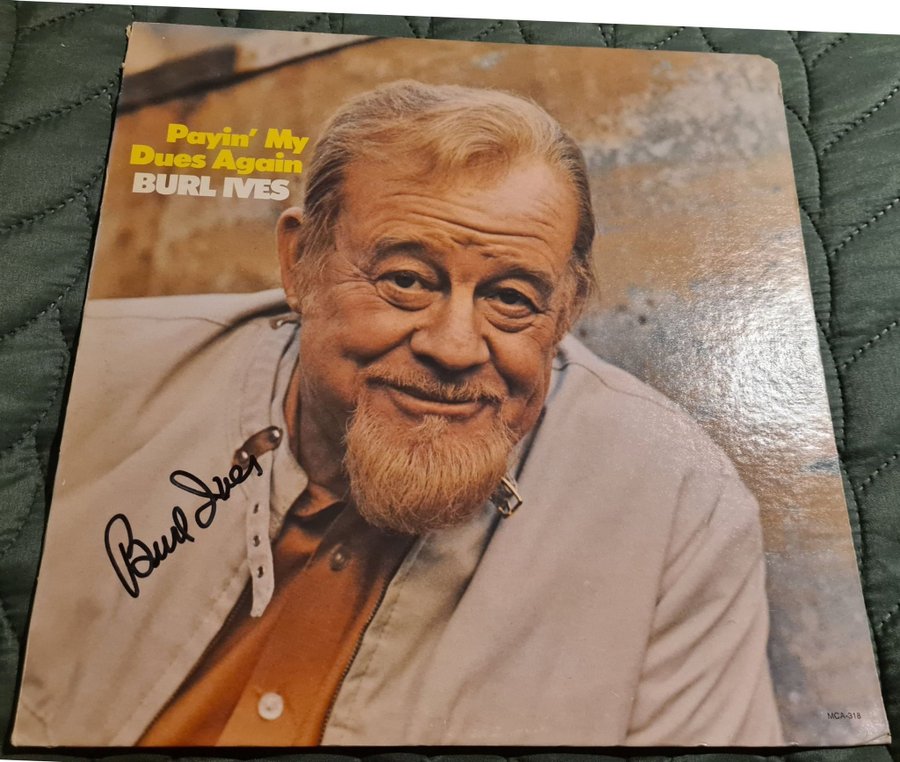 Payin' My
Dues Again
BURL IVES
Burl Ives
MCA-318